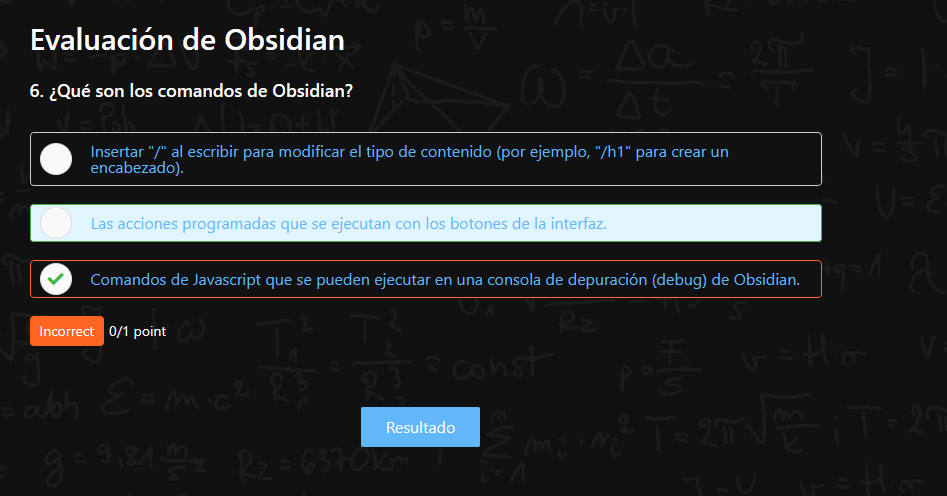 Evaluación de Obsidian
6. ¿Qué son los comandos de Obsidian?
Insertar "/" al escribir para modificar el tipo de contenido (por ejemplo, "/h1" para crear un
encabezado).
Las acciones programadas que se ejecutan con los botones de la interfaz.
Comandos de Javascript que se pueden ejecutar en una consola de depuración (debug) de Obsidian.
Incorrect 0/1 point
Resultado